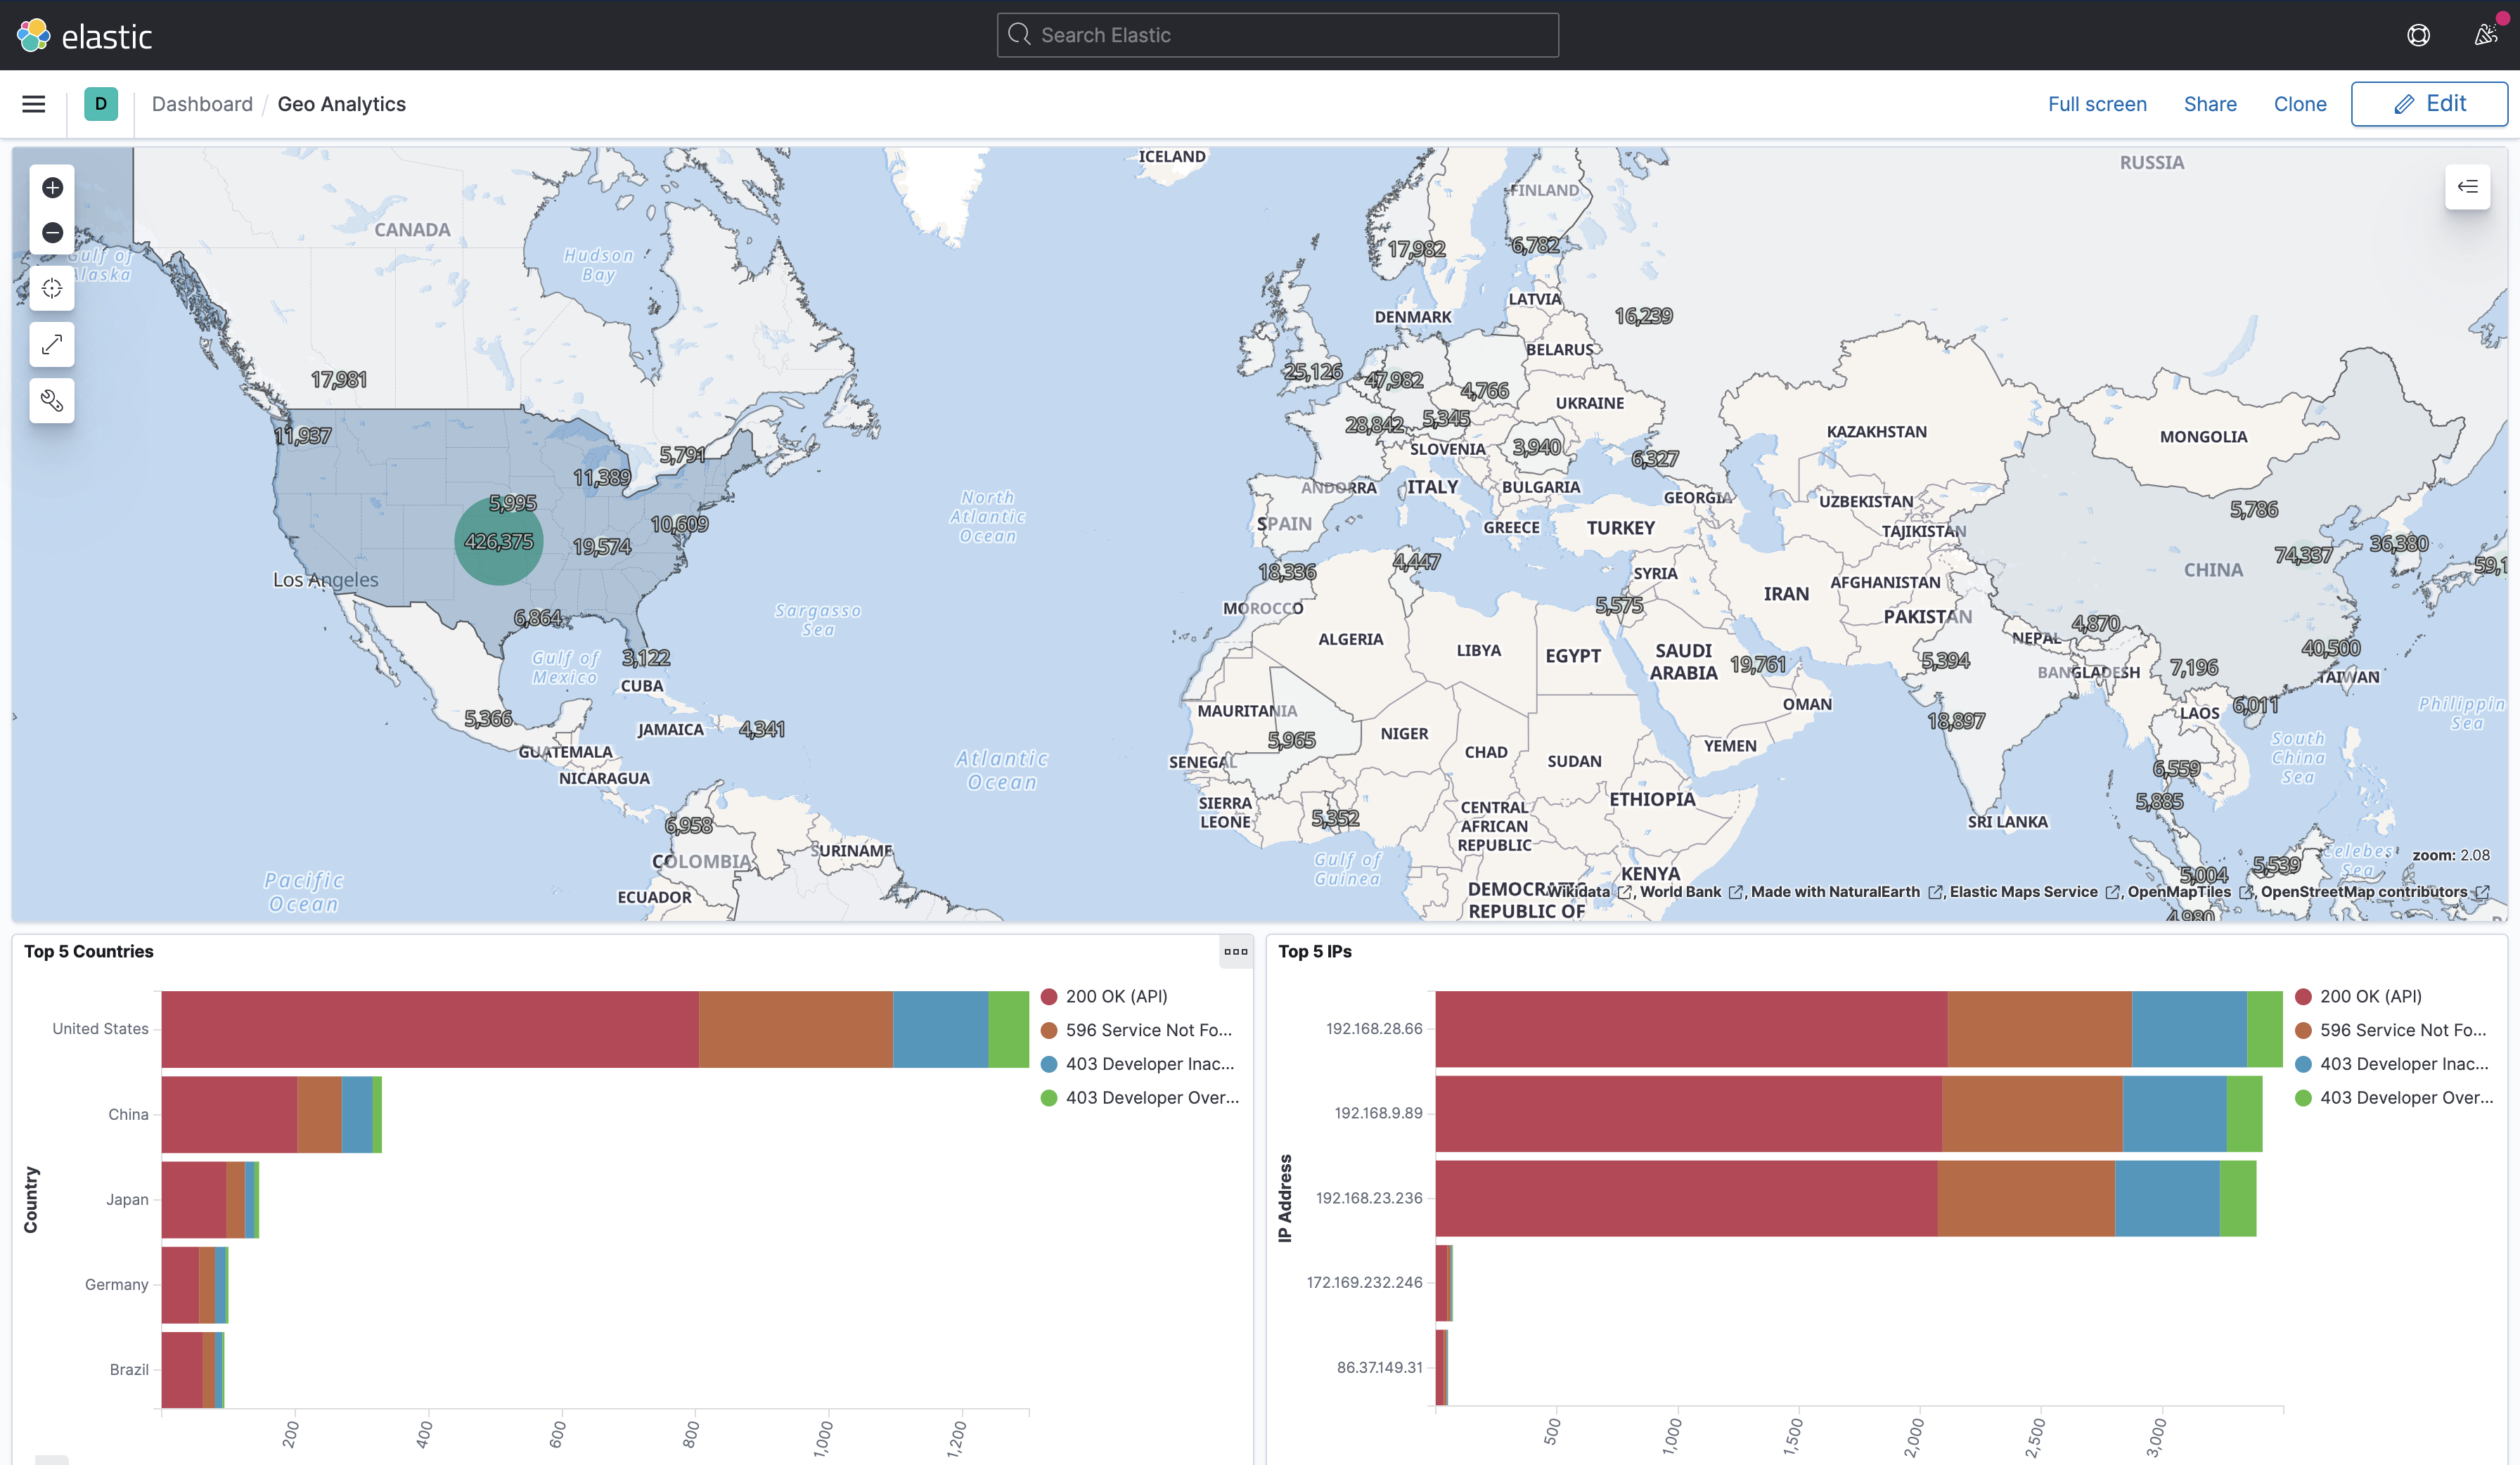 elastic
Search Elastic
D
Dashboard / Geo Analytics
Full screen
Share
Clone
Edit
ICELAND
RUSSIA
FINLAND
CANADA
Hudson
Bay
Gulf of
Alaska
17,982
6,782
LATVIA
DENMARK
16,239
BELARUS
17,981
25,126
47,982
4,766
UKRAINE
28,842
5,345
KAZAKHSTAN
MONGOLIA
11,937
5,791
SLOVENIA
3,940
6,327
11,389
ANDORRA
ITALY
BULGARIA
GEORGIA
UZBEKISTAN
5,995
North
Atlantic
Ocean
5,786
10,609
SPAIN
GREECE
TURKEY
TAJIKISTAN
426,375
19,574
36,380
74,337
59,1
4,447
18,336
SYRIA
CHINA
Los Angeles
AFGHANISTAN
IRAN
5,575
MOROCCO
Sargasso
Sea
6,864
PAKISTAN
4,870
NEPAL
ALGERIA
LIBYA
EGYPT
SAUDI
ARABIA
19,761
5,394
40,500
Gulf of
Mexico
3,122
7,196
BANGLADESH
TAIWAN
CUBA
5,366
OMAN
6,011
Philippin
Sea
MAURITANIA
LAOS
18,897
JAMAICA
4,341
5,965
NIGER
CHAD
YEMEN
South
China
Sea
GUATEMALA
Atlantic
Ocean
SENEGAL
SUDAN
6,559
NICARAGUA
SIERRA
LEONE
ETHIOPIA
5,885
CENTRAL
AFRICAN
REPUBLIC
5,352
6,958
SRI LANKA
COLOMBIA
SURINAME
Gulf of
Guinea
Celebes
Sea
zoom: 2.08
5,539
5,004
KENYA
Pacific
Ocean
ECUADOR
DEMOCRATIC
REPUBLIC OF
Wikidata, World Bank, Made with NaturalEarth, Elastic Maps Service, OpenMapTiles, OpenStreetMap contributors
4,980
Top 5 Countries
200 OK (API)
596 Service Not Fo...
403 Developer Inac...
403 Developer Over...
Country
United States
China
Japan
Germany
Brazil
200
400
600
800
1,000
1,200
Top 5 IPs
200 OK (API)
596 Service Not Fo...
403 Developer Inac...
403 Developer Over...
IP Address
192.168.28.66
192.168.9.89
192.168.23.236
172.169.232.246
86.37.149.31
500
1,000
1,500
2,000
2,500
3,000